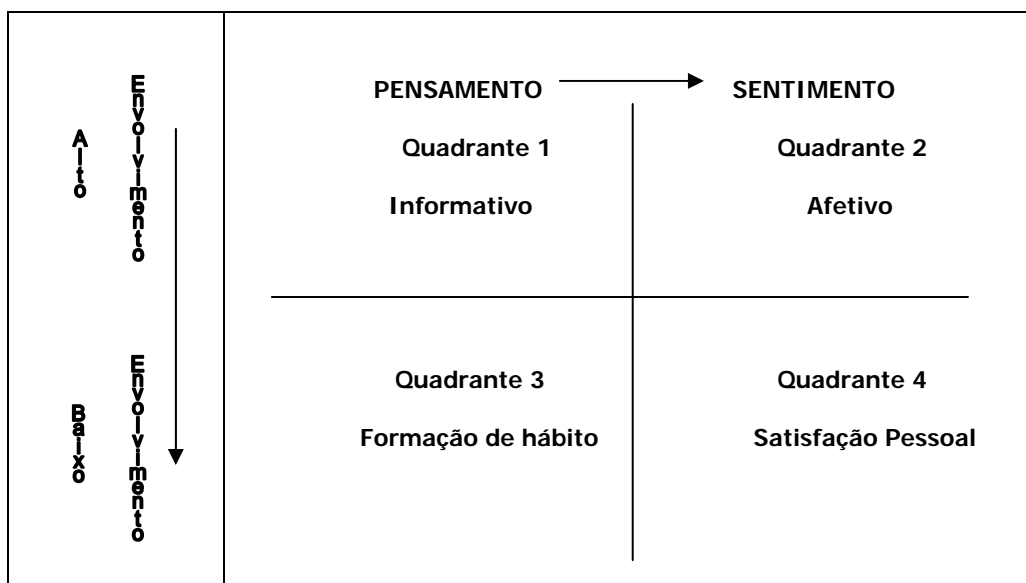 Alto
Envolvimento
Baixo
Envolvimento
PENSAMENTO
SENTIMENTO
Quadrante 1
Quadrante 2
Informativo
Afetivo
Quadrante 3
Quadrante 4
Formação de hábito
Satisfação Pessoal